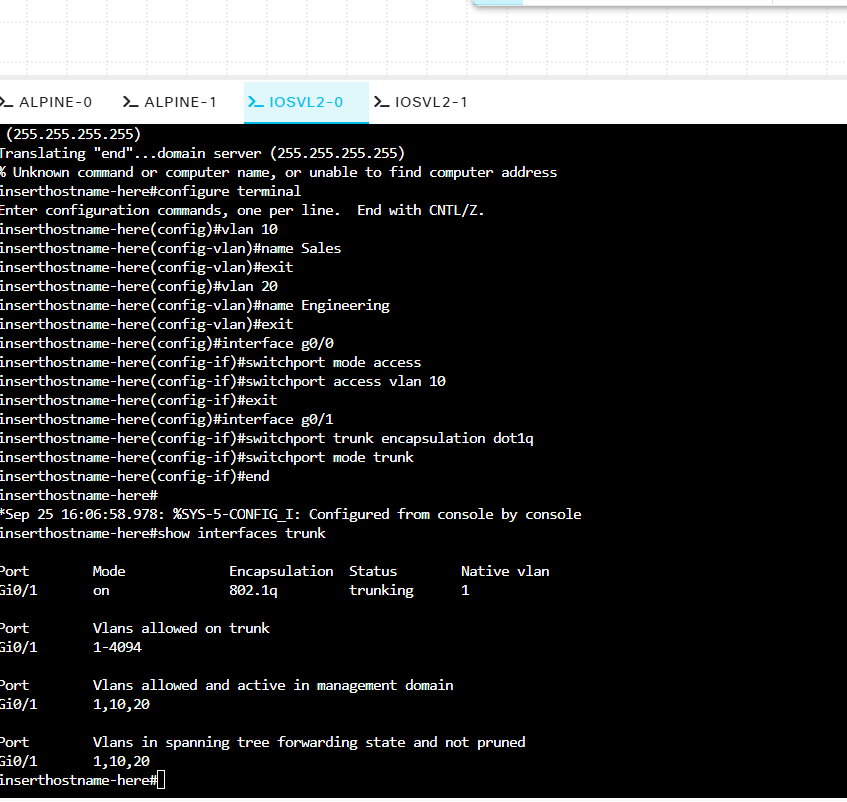 ALPINE-0 ALPINE-1 IOSVL2-0 IOSVL2-1
(255.255.255.255)
Translating "end"...domain server (255.255.255.255)
% Unknown command or computer name, or unable to find computer address
inserthostname-here#configure terminal
Enter configuration commands, one per line.  End with CNTL/Z.
inserthostname-here(config)#vlan 10
inserthostname-here(config-vlan)#name Sales
inserthostname-here(config-vlan)#exit
inserthostname-here(config)#vlan 20
inserthostname-here(config-vlan)#name Engineering
inserthostname-here(config-vlan)#exit
inserthostname-here(config)#interface g0/0
inserthostname-here(config-if)#switchport mode access
inserthostname-here(config-if)#switchport access vlan 10
inserthostname-here(config-if)#exit
inserthostname-here(config)#interface g0/1
inserthostname-here(config-if)#switchport trunk encapsulation dot1q
inserthostname-here(config-if)#switchport mode trunk
inserthostname-here(config-if)#end
inserthostname-here#
*Sep 25 16:06:58.978: %SYS-5-CONFIG_I: Configured from console by console
inserthostname-here#show interfaces trunk
Port        Mode             Encapsulation  Status        Native vlan
Gi0/1       on               802.1q         trunking      1
Port        Vlans allowed on trunk
Gi0/1       1-4094
Port        Vlans allowed and active in management domain
Gi0/1       1,10,20
Port        Vlans in spanning tree forwarding state and not pruned
Gi0/1       1,10,20
inserthostname-here#